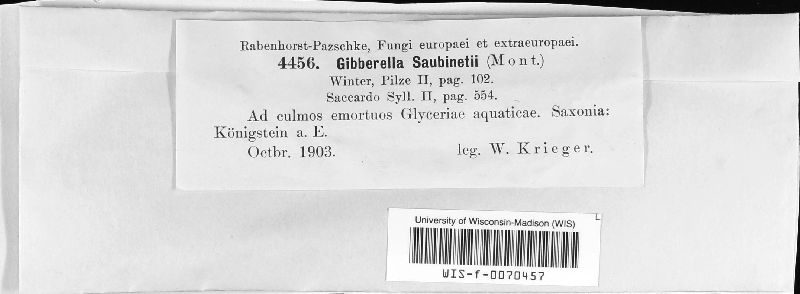 Rabenhorst-Pazschke, Fungi europaei et extraeuropaei.
4456. Gibberella Saubinetii (Mont.)
Winter, Pilze II, pag. 102.
Saccardo Syll. II, pag. 554.
Ad culmos emortuos Glyceriae aquaticae. Saxonia:
Königstein a. E.
Octbr. 1903. leg. W. Krieger.
University of Wisconsin-Madison (WIS)
WIS-f-0070457